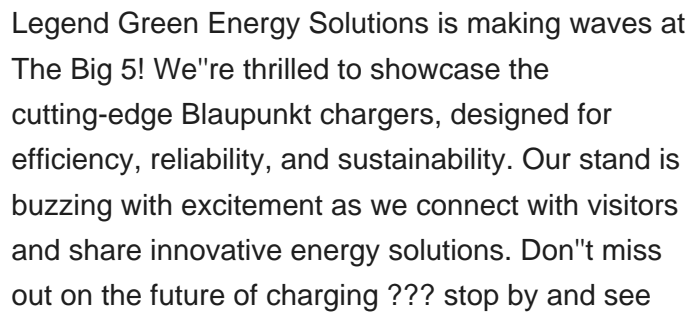 Legend Green Energy Solutions is making waves at
The Big 5! We''re thrilled to showcase the
cutting-edge Blaupunkt chargers, designed for
efficiency, reliability, and sustainability. Our stand is
buzzing with excitement as we connect with visitors
and share innovative energy solutions. Don''t miss
out on the future of charging ??? stop by and see